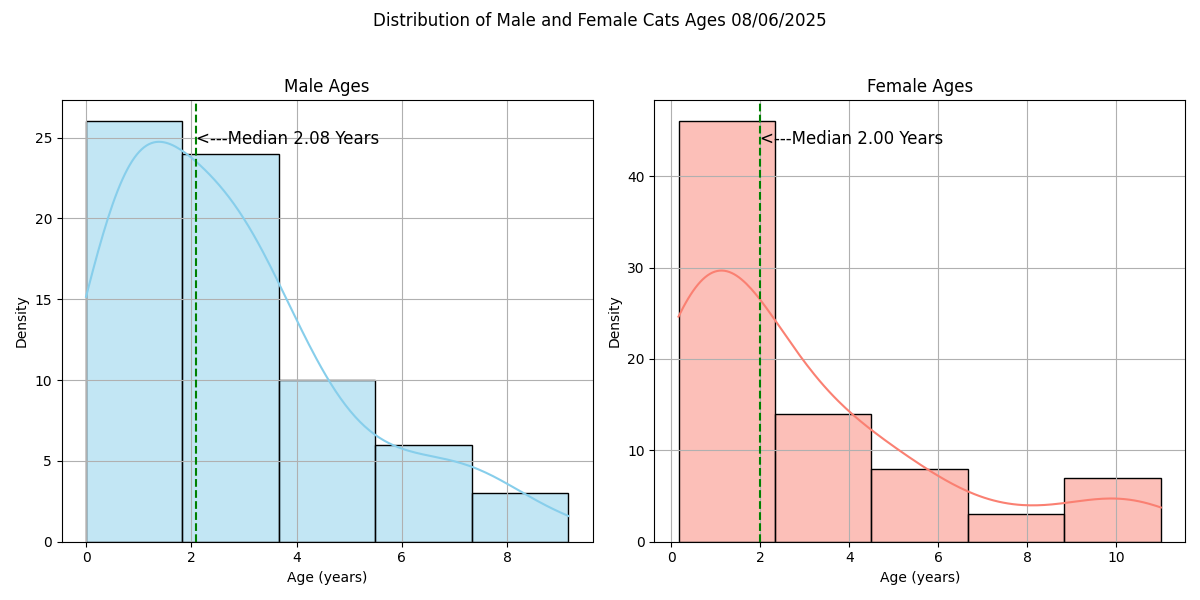 Distribution of Male and Female Cats Ages 08/06/2025
Male Ages
<---Median 2.08 Years
Density
25
20
15
10
5
0
0 2 4 6 8
Age (years)
Female Ages
<---Median 2.00 Years
Density
40
30
20
10
0
0 2 4 6 8 10
Age (years)